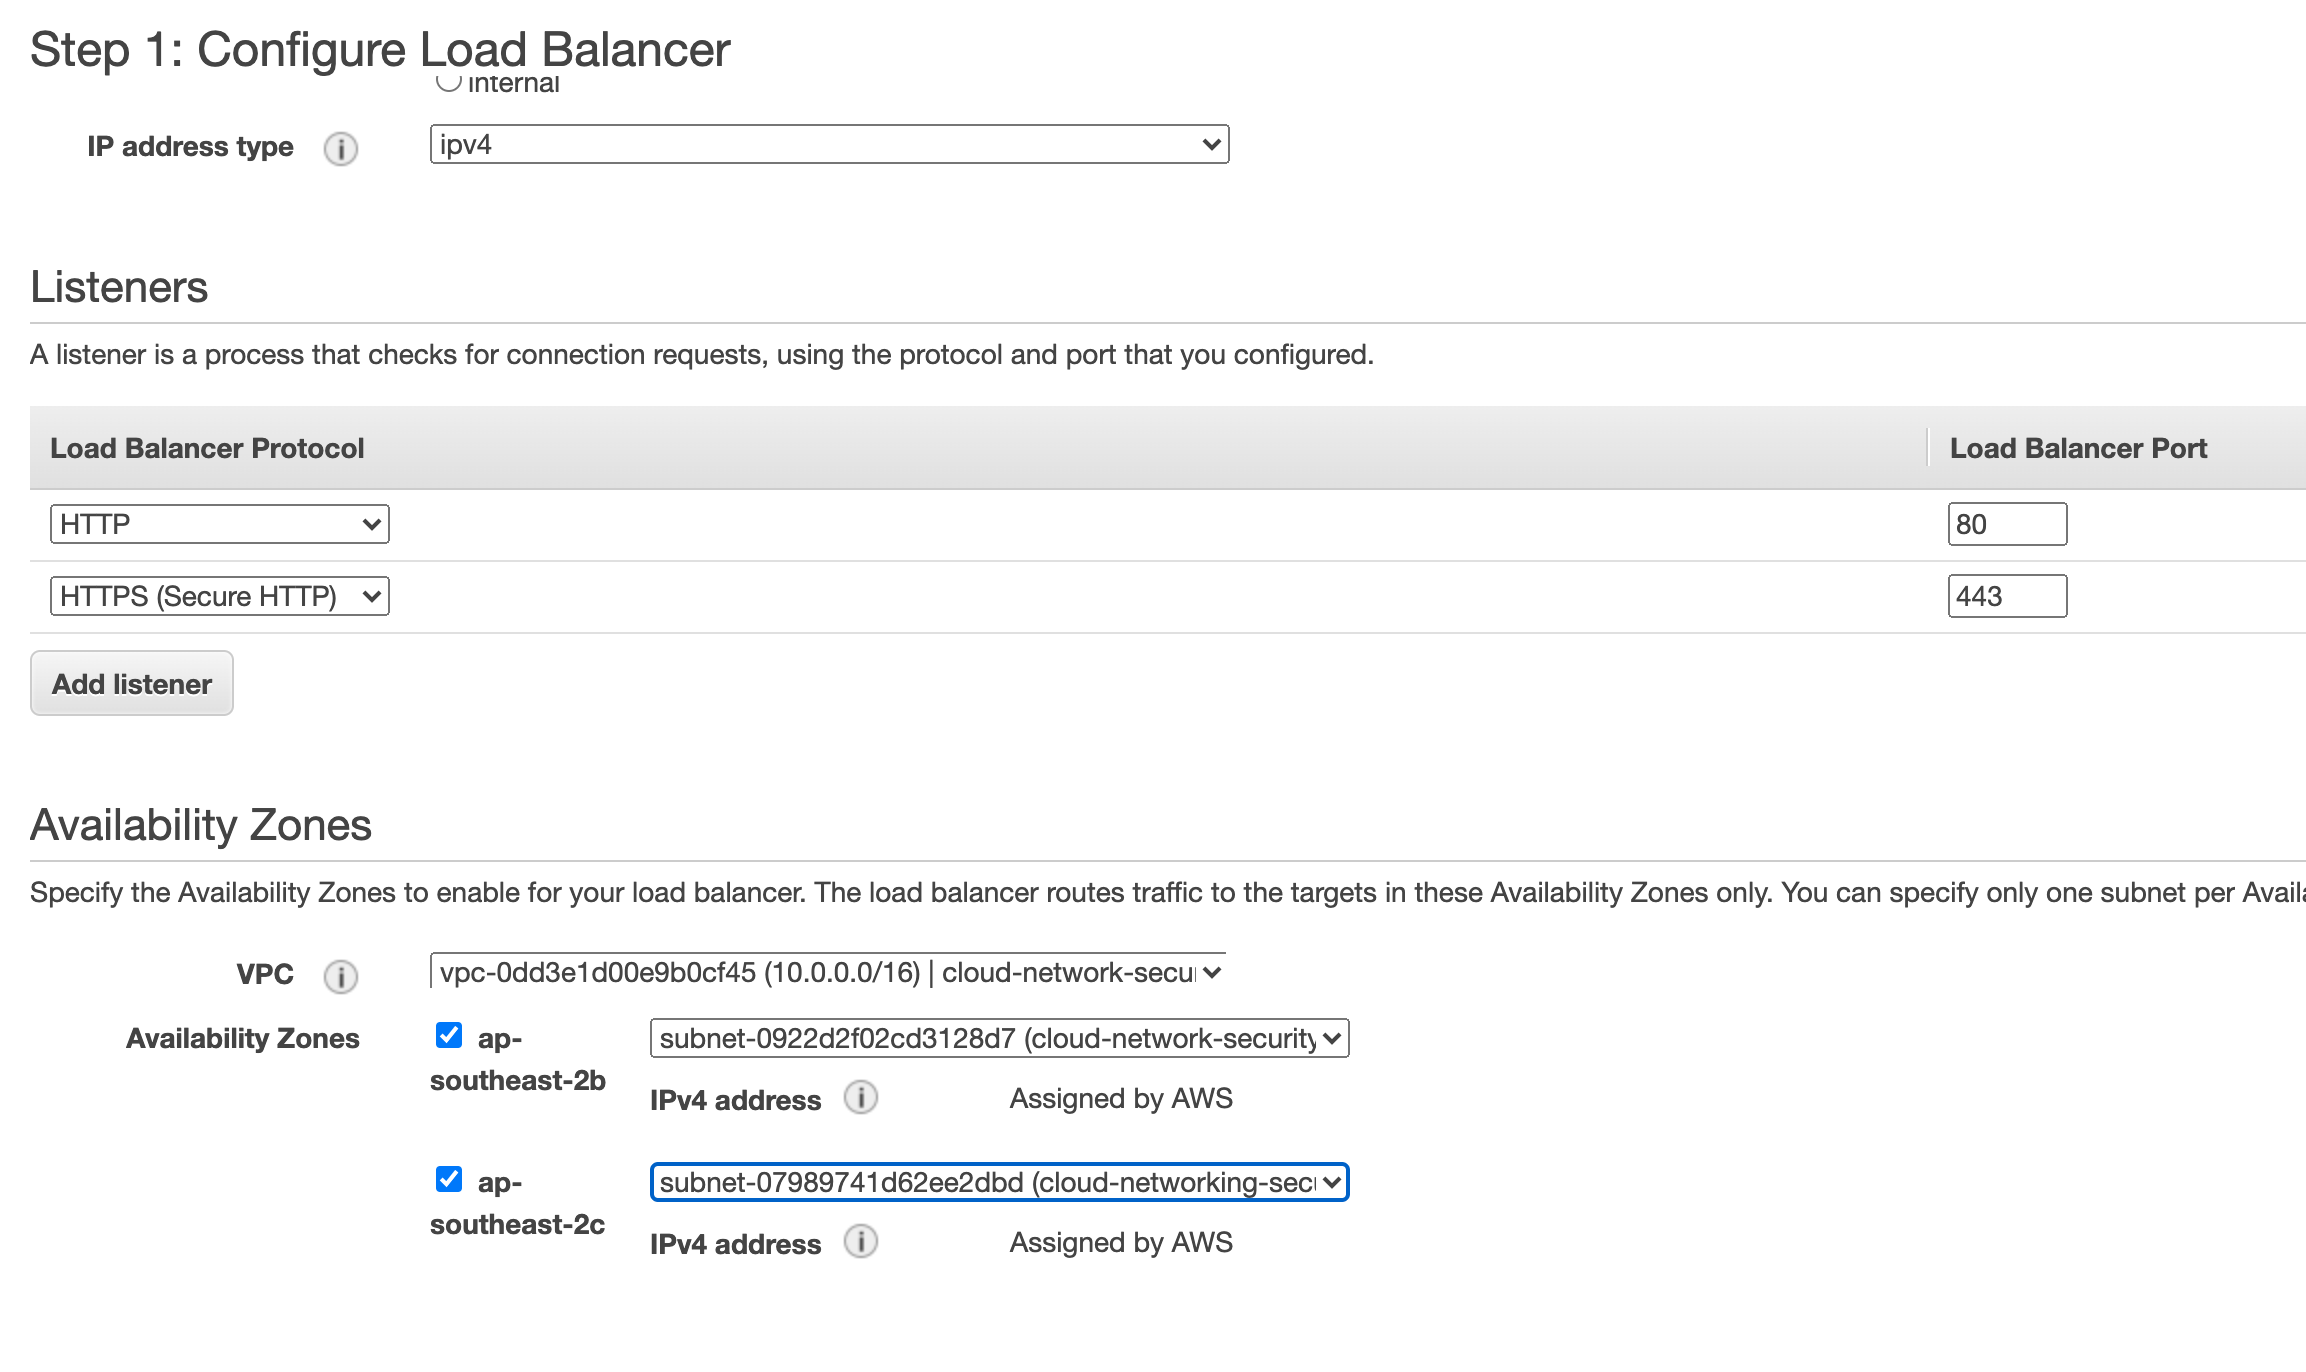 Step 1: Configure Load Balancer
internal
IP address type
ipv4
Listeners
A listener is a process that checks for connection requests, using the protocol and port that you configured.
Load Balancer Protocol Load Balancer Port
HTTP 80
HTTPS (Secure HTTP) 443
Add listener
Availability Zones
Specify the Availability Zones to enable for your load balancer. The load balancer routes traffic to the targets in these Availability Zones only. You can specify only one subnet per
VPC vpc-0dd3e1d00e9b0cf45 (10.0.0.0/16) | cloud-network-secu
Availability Zones
ap-southeast-2b
subnet-0922d2f02cd3128d7 (cloud-network-security
IPv4 address Assigned by AWS
ap-southeast-2c
subnet-07989741d62ee2dbd (cloud-networking-sec
IPv4 address Assigned by AWS